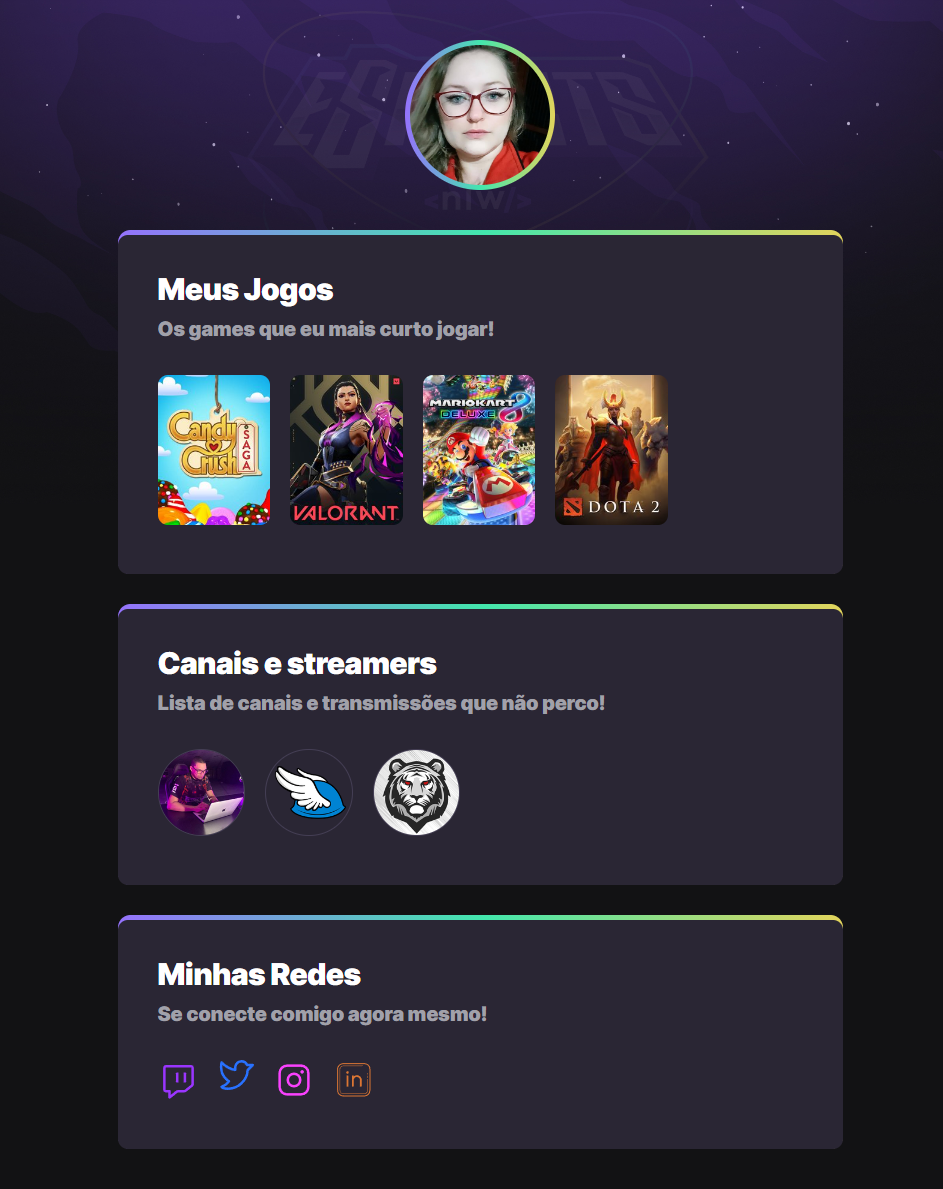 ESPORTS
<nlw/>
Meus Jogos
Os games que eu mais curto jogar!
Candy
Crush
SAGA
VALORANT
MARIOKART
8
DELUXE
DOTA 2
Canais e streamers
Lista de canais e transmissões que não perco!
Minhas Redes
Se conecte comigo agora mesmo!
in